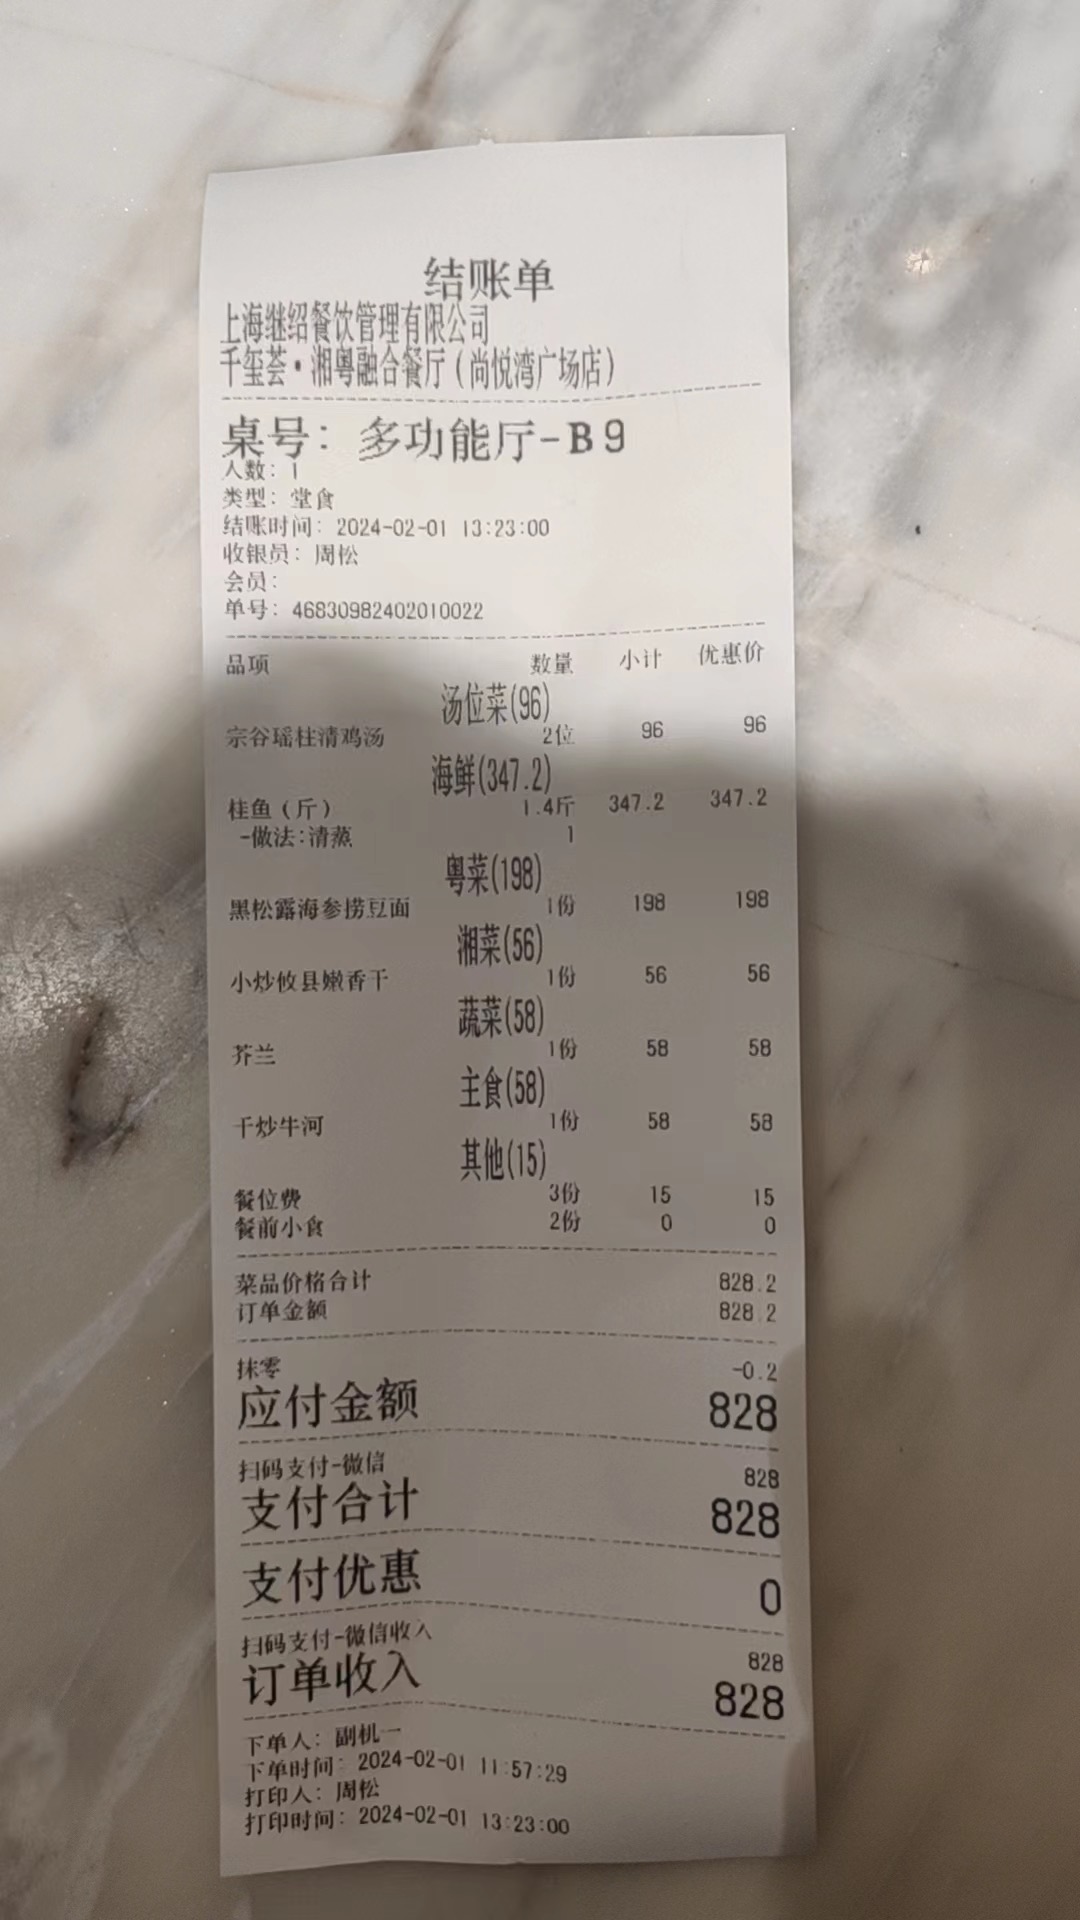 结账单
上海继绍餐饮管理有限公司
千玺荟·湘粤融合餐厅（尚悦湾广场店）
桌号：多功能厅-B9
人数：1
类型：堂食
结账时间：2024-02-01 13:23:00
收银员：周松
会员：
单号：46830982402010022
品项 数量 小计 优惠价
汤位菜(96)
宗谷瑶柱清鸡汤 2位 96 96
海鲜(347.2)
桂鱼（斤） 1.4斤 347.2 347.2
-做法:清蒸 1
粤菜(198)
黑松露海参捞豆面 1份 198 198
湘菜(56)
小炒攸县嫩香干 1份 56 56
蔬菜(58)
芥兰 1份 58 58
主食(58)
干炒牛河 1份 58 58
其他(15)
餐位费 3份 15 15
餐前小食 2份 0 0
菜品价格合计 828.2
订单金额 828.2
抹零 -0.2
应付金额 828
扫码支付-微信 828
支付合计 828
支付优惠 0
扫码支付-微信收入 828
订单收入 828
下单人：副机一
下单时间：2024-02-01 11:57:29
打印人：周松
打印时间：2024-02-01 13:23:00